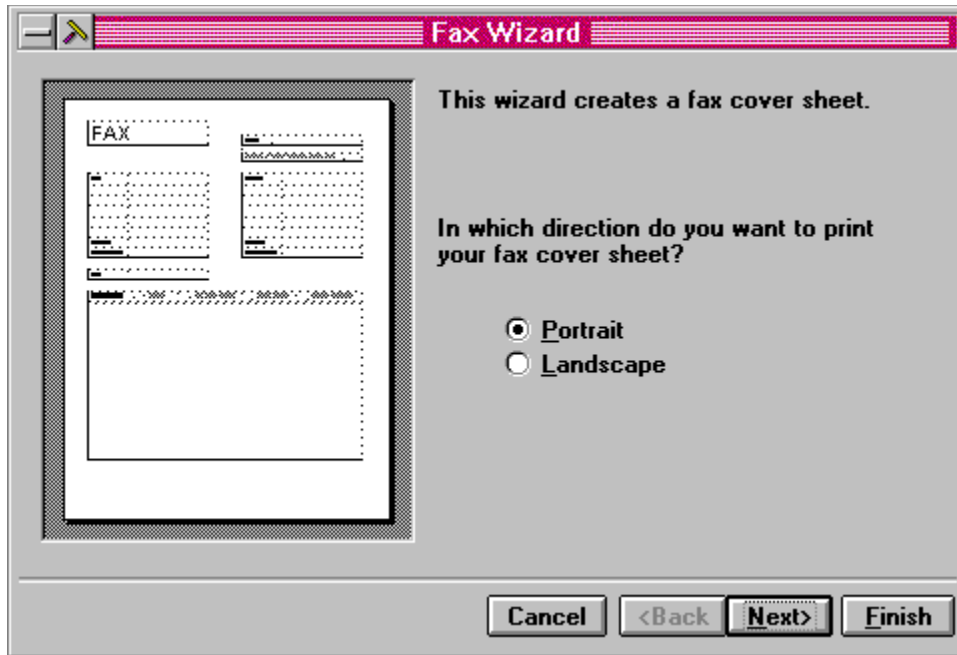 Fax Wizard
FAX
This wizard creates a fax cover sheet.
In which direction do you want to print
your fax cover sheet?
Portrait
Landscape
Cancel <Back Next> Finish